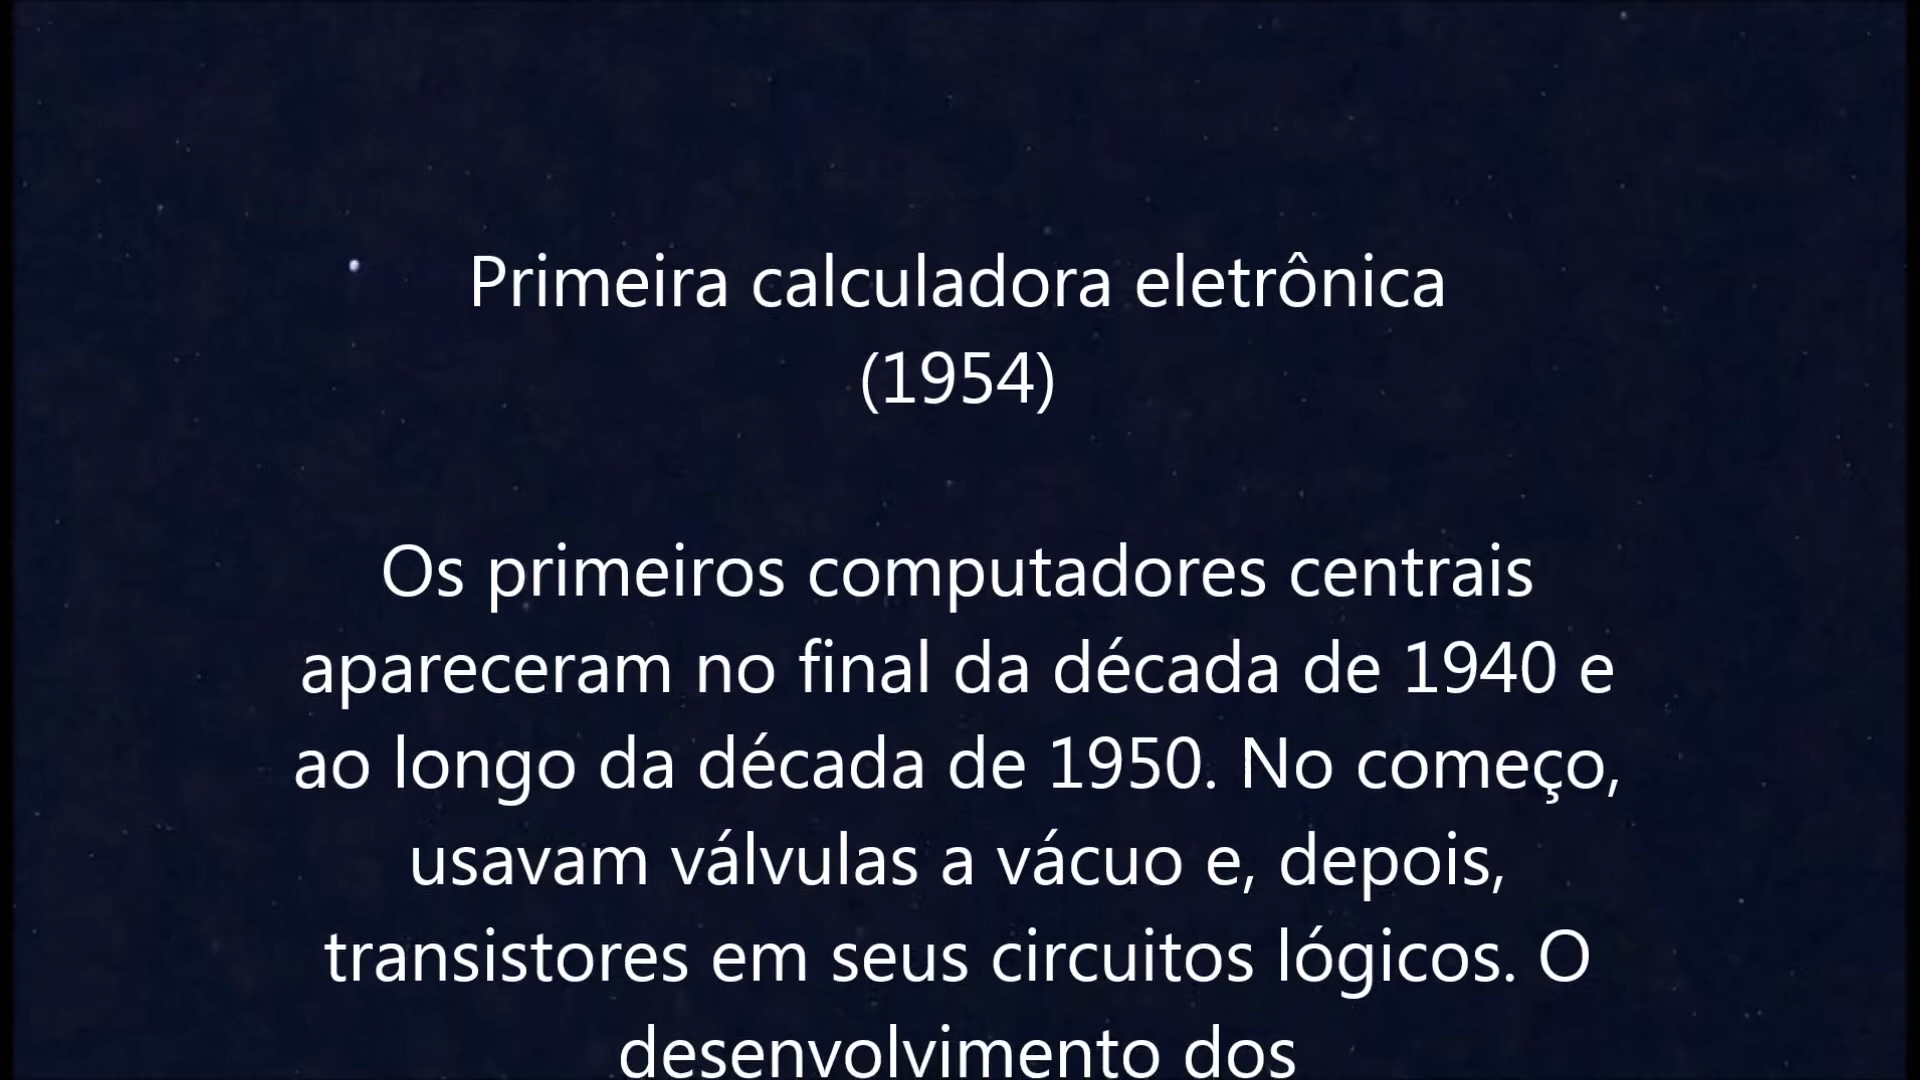 Primeira calculadora eletrônica
(1954)
Os primeiros computadores centrais
apareceram no final da década de 1940 e
ao longo da década de 1950. No começo,
usavam válvulas a vácuo e, depois,
transistores em seus circuitos lógicos. O
desenvolvimento dos